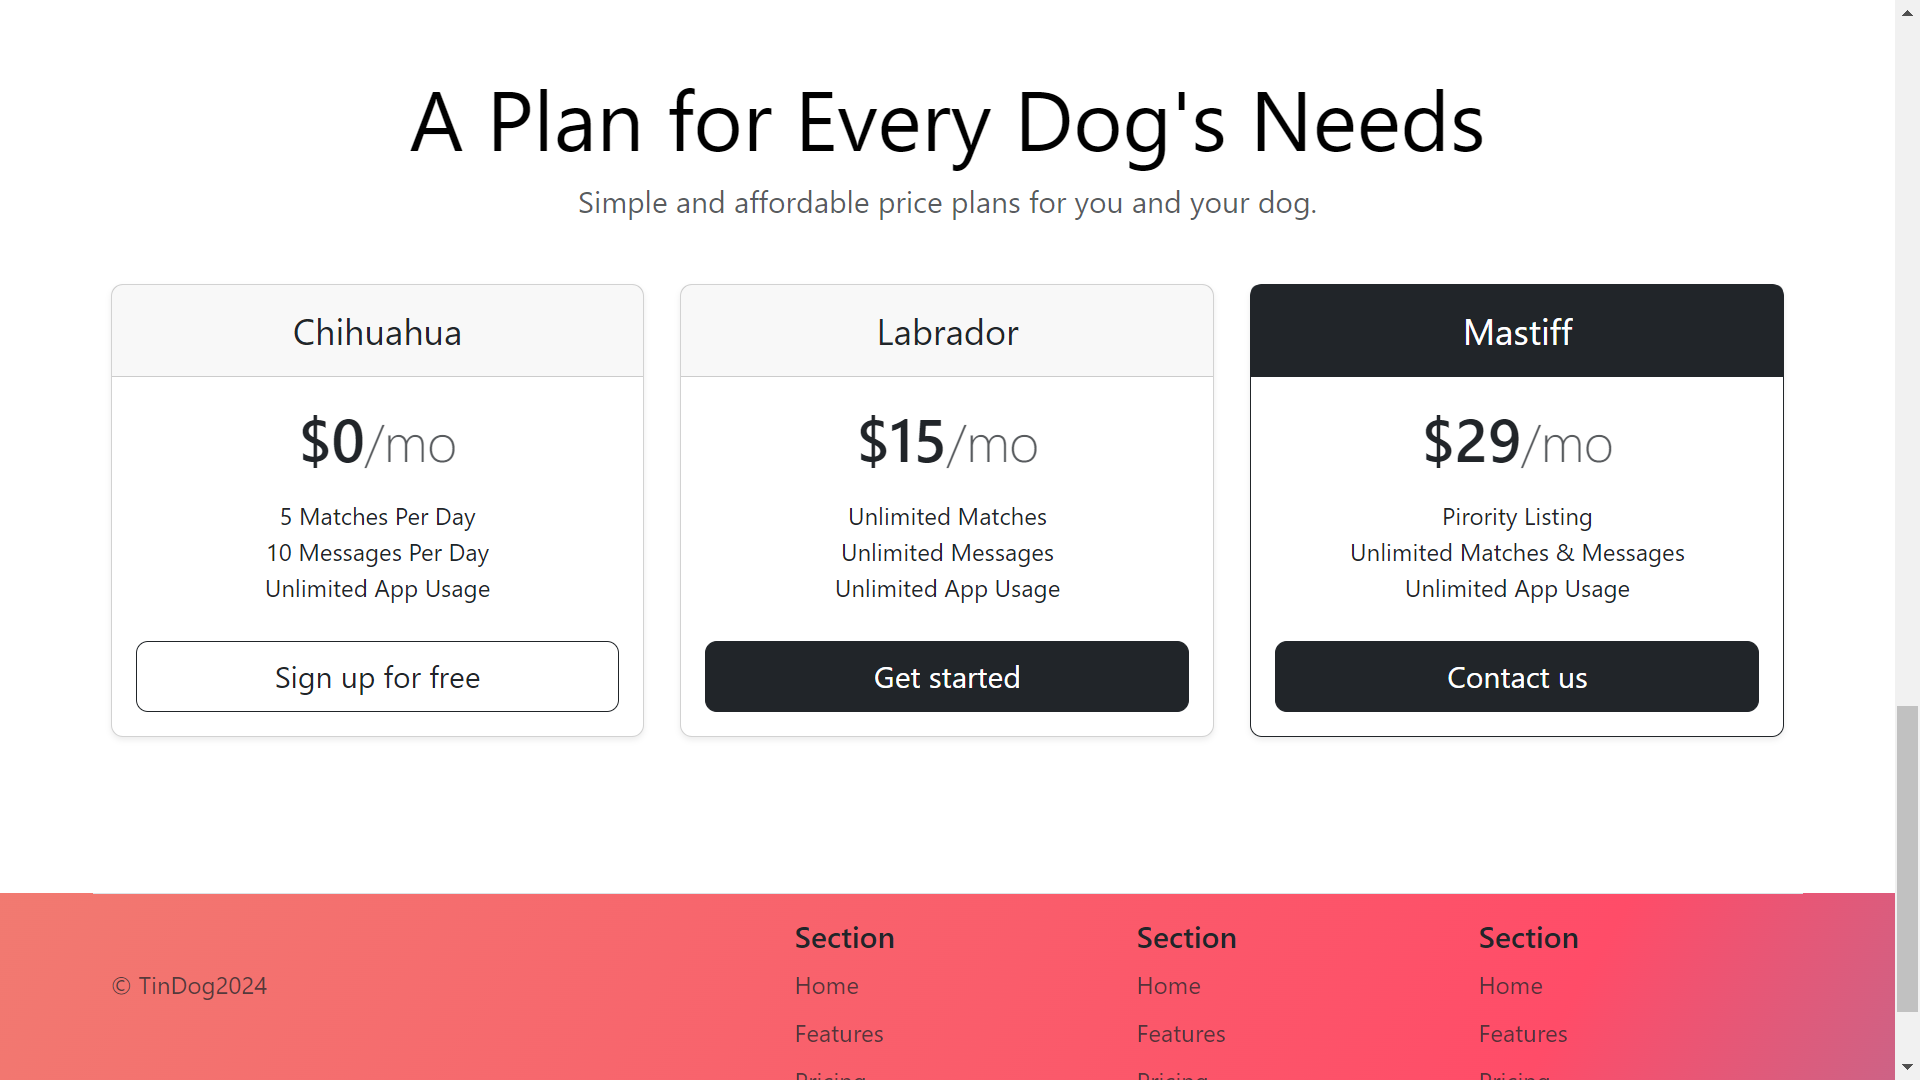 A Plan for Every Dog's Needs
Simple and affordable price plans for you and your dog.
Chihuahua
$0/mo
5 Matches Per Day
10 Messages Per Day
Unlimited App Usage
Sign up for free
Labrador
$15/mo
Unlimited Matches
Unlimited Messages
Unlimited App Usage
Get started
Mastiff
$29/mo
Pirority Listing
Unlimited Matches & Messages
Unlimited App Usage
Contact us
© TinDog2024
Section
Home
Features
Pricing
Section
Home
Features
Pricing
Section
Home
Features
Pricing